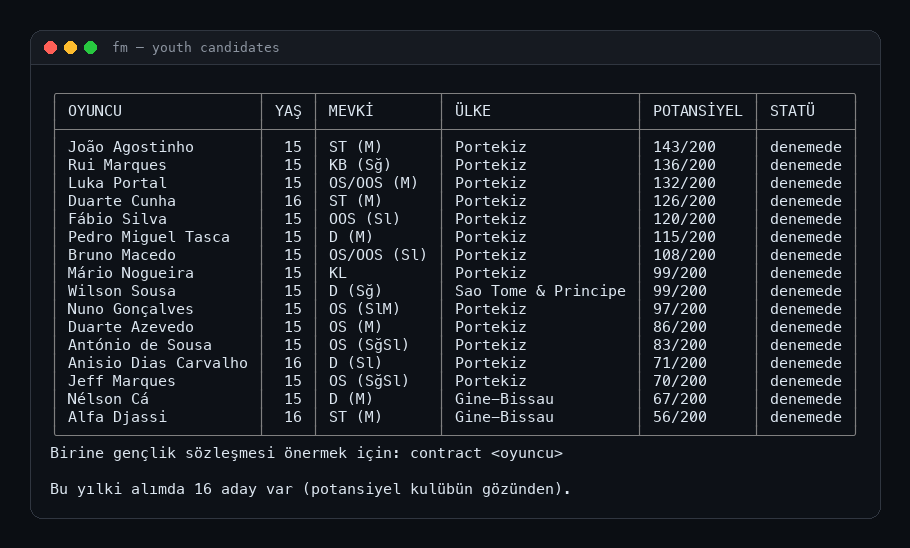 fm — youth candidates
OYUNCU YAŞ MEVKİ ÜLKE POTANSİYEL STATÜ
João Agostinho 15 ST (M) Portekiz 143/200 denemede
Rui Marques 15 KB (Sğ) Portekiz 136/200 denemede
Luka Portal 15 OS/OOS (M) Portekiz 132/200 denemede
Duarte Cunha 16 ST (M) Portekiz 126/200 denemede
Fábio Silva 15 OOS (Sl) Portekiz 120/200 denemede
Pedro Miguel Tasca 15 D (M) Portekiz 115/200 denemede
Bruno Macedo 15 OS/OOS (Sl) Portekiz 108/200 denemede
Mário Nogueira 15 KL Portekiz 99/200 denemede
Wilson Sousa 15 D (Sğ) Sao Tome & Principe 99/200 denemede
Nuno Gonçalves 15 OS (SlM) Portekiz 97/200 denemede
Duarte Azevedo 15 OS (M) Portekiz 86/200 denemede
António de Sousa 15 OS (SğSl) Portekiz 83/200 denemede
Anisio Dias Carvalho 16 D (Sl) Portekiz 71/200 denemede
Jeff Marques 15 OS (SğSl) Portekiz 70/200 denemede
Nélson Cá 15 D (M) Gine–Bissau 67/200 denemede
Alfa Djassi 16 ST (M) Gine–Bissau 56/200 denemede
Birine gençlik sözleşmesi önermek için: contract <oyuncu>
Bu yılki alımda 16 aday var (potansiyel kulübün gözünden).